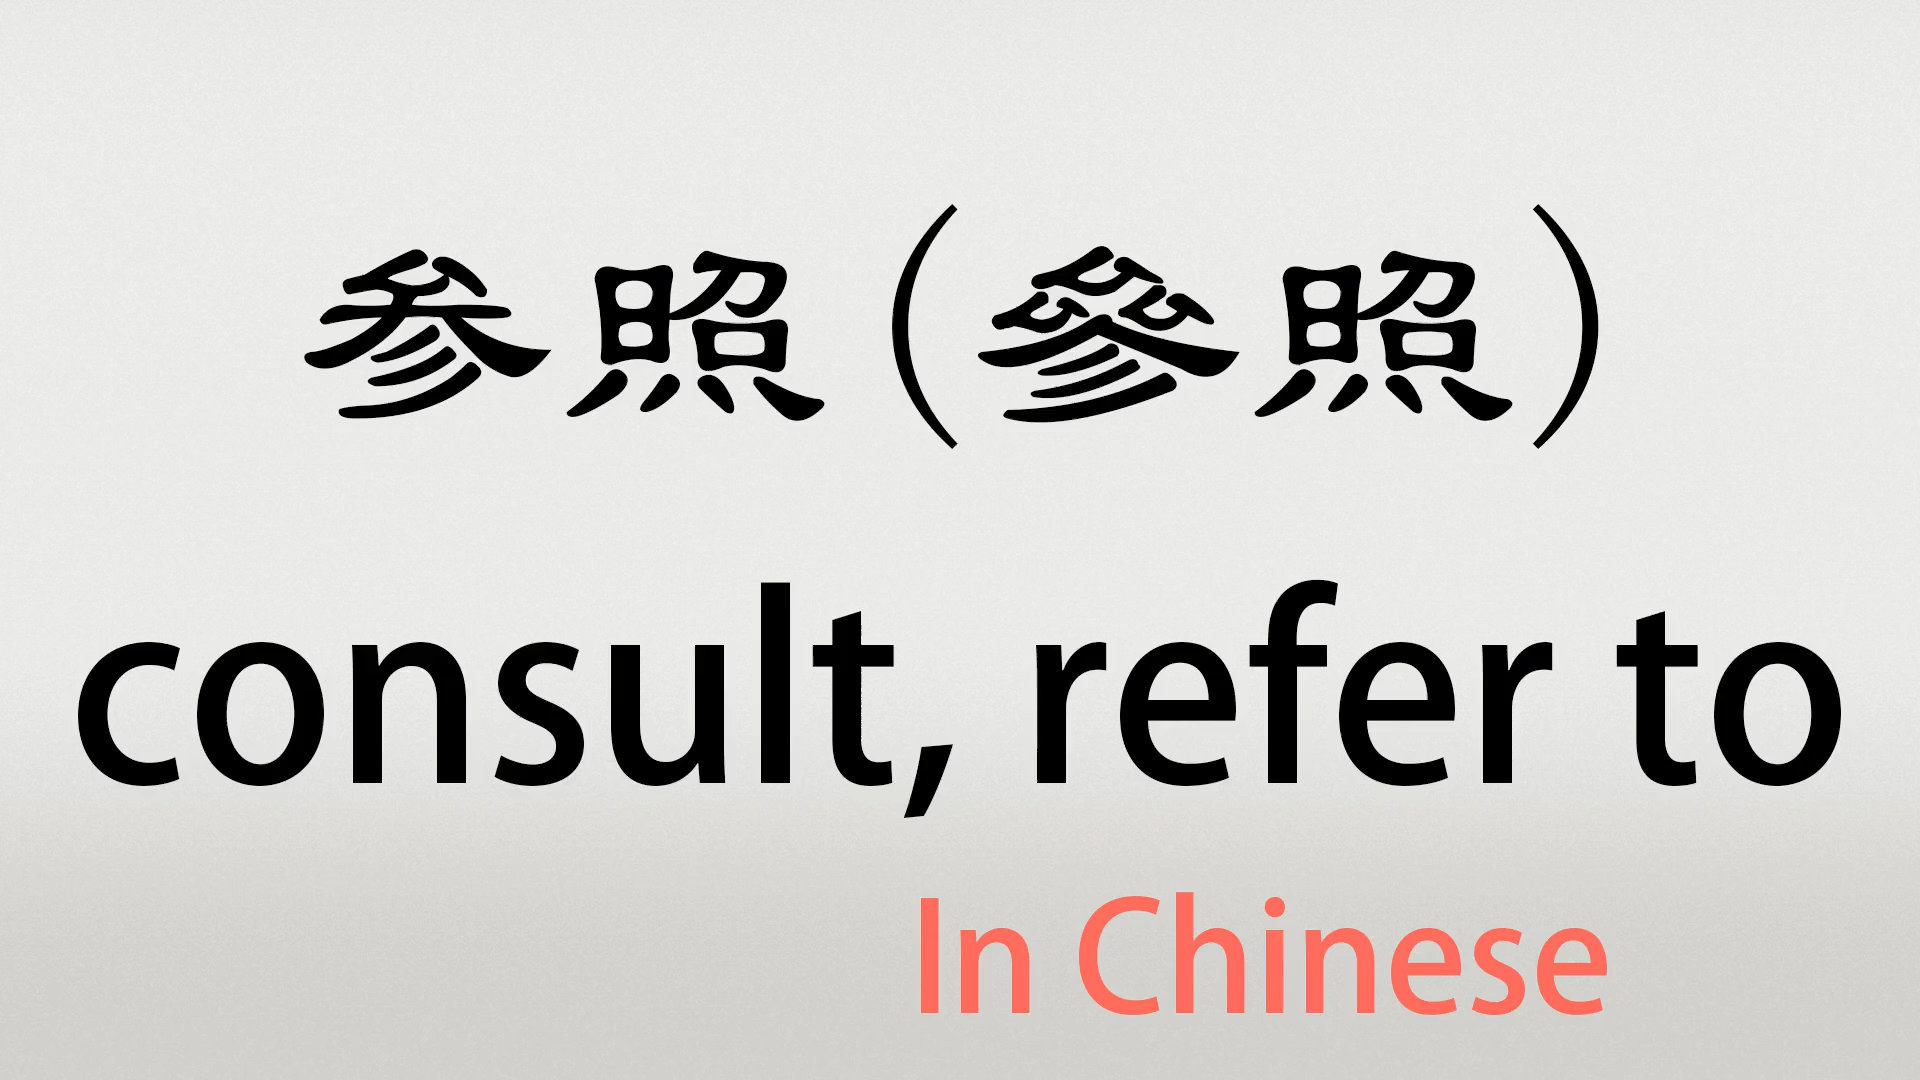 参照(參照)
consult, refer to
In Chinese